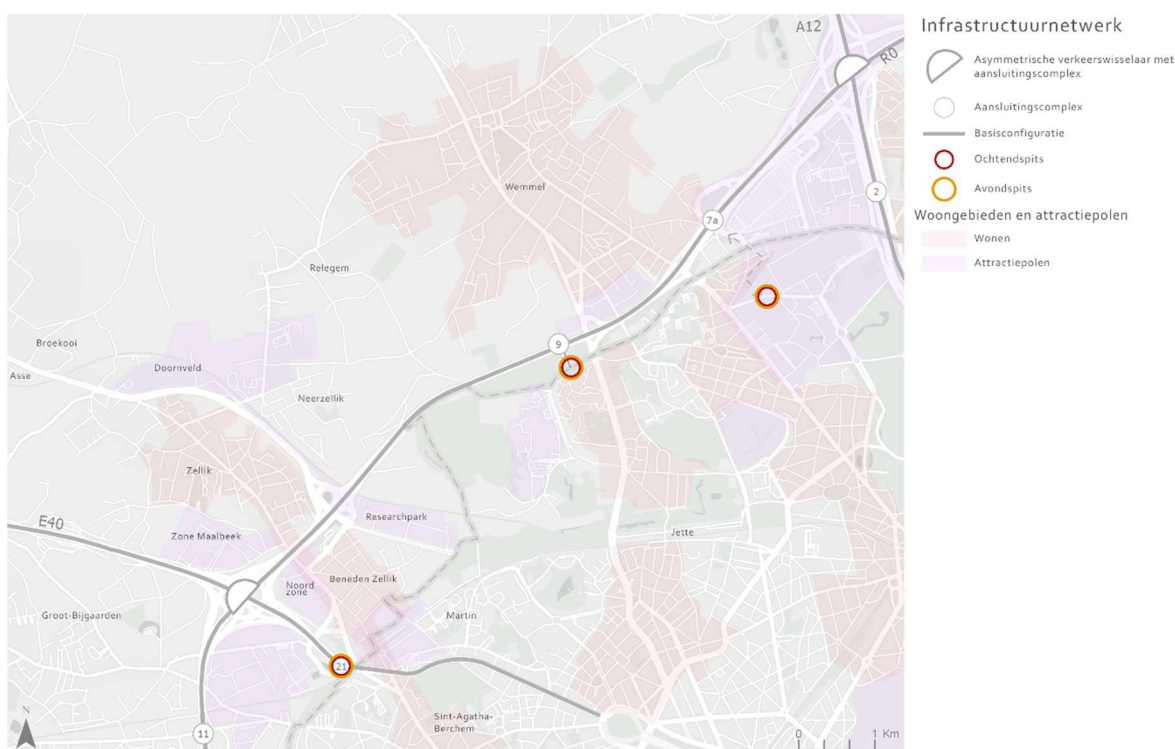 A12
R0
Wemmel
2
7a
Relegem
9
Broekooi
Asse
Doornveld
Neerzellik
Zellik
Researchpark
E40
Zone Maalbeek
Jette
Noord
zone
Beneden Zellik
Groot-Bijgaarden
Martin
21
N
11
Sint-Agatha-
Berchem
0 1 Km
Infrastructuurnetwerk
Asymmetrische verkeerswisselaar met
aansluitingscomplex
Aansluitingscomplex
Basisconfiguratie
Ochtendspits
Avondspits
Woongebieden en attractiepolen
Wonen
Attractiepolen